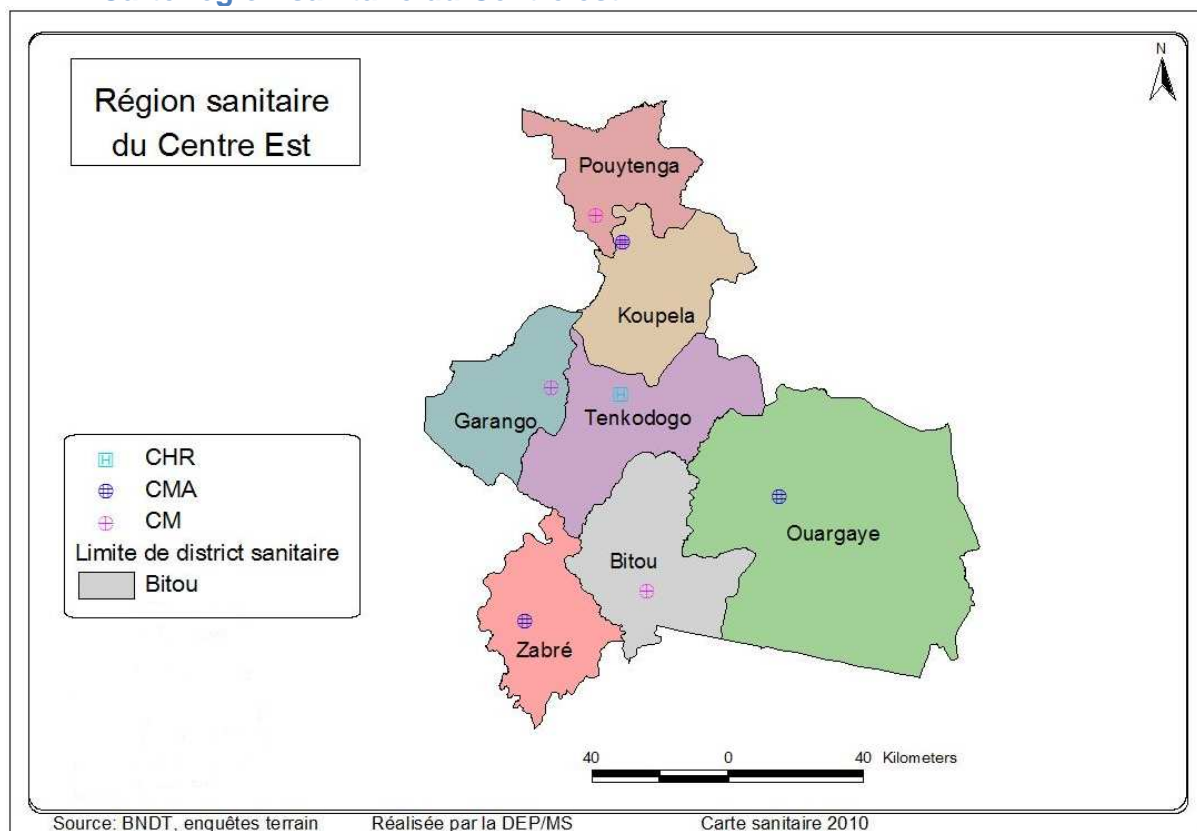 Région sanitaire
du Centre Est
N
Pouytenga
Koupela
Garango
Tenkodogo
Ouargaye
Bitou
Zabré
CHR
CMA
CM
Limite de district sanitaire
Bitou
40 0 40 Kilometers
Source: BNDT, enquêtes terrain Réalisée par la DEP/MS Carte sanitaire 2010